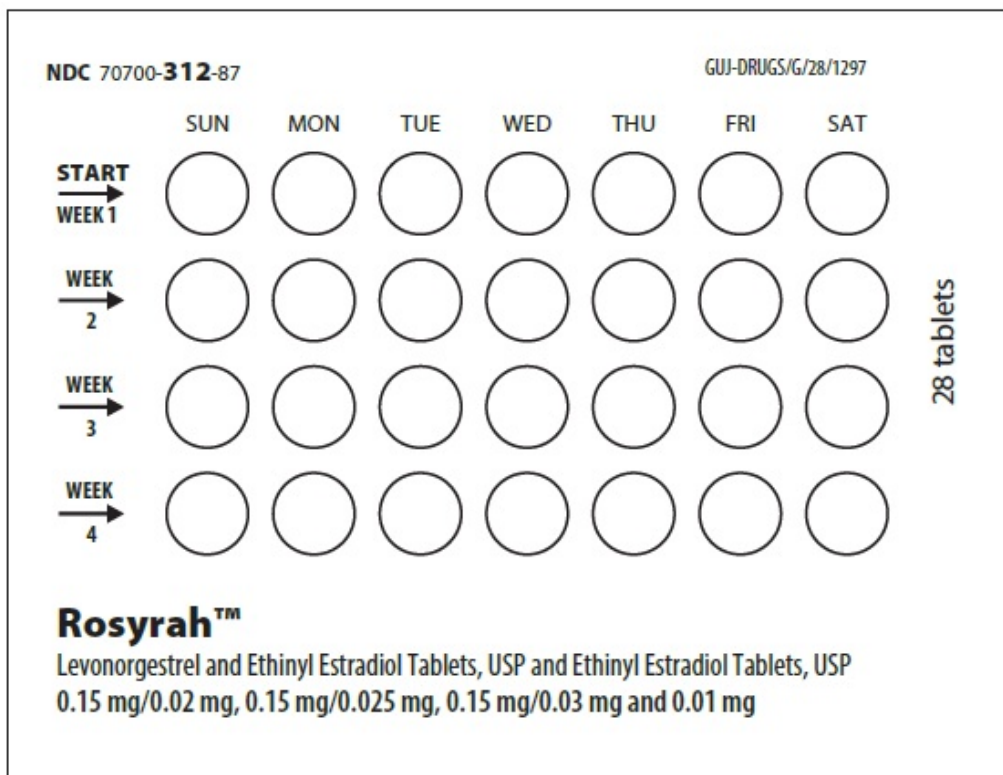 NDC 70700-312-87
GUJ-DRUGS/G/28/1297
SUN MON TUE WED THU FRI SAT
START
WEEK 1
WEEK
2
WEEK
3
WEEK
4
28 tablets
Rosyrah™
Levonorgestrel and Ethinyl Estradiol Tablets, USP and Ethinyl Estradiol Tablets, USP
0.15 mg/0.02 mg, 0.15 mg/0.025 mg, 0.15 mg/0.03 mg and 0.01 mg